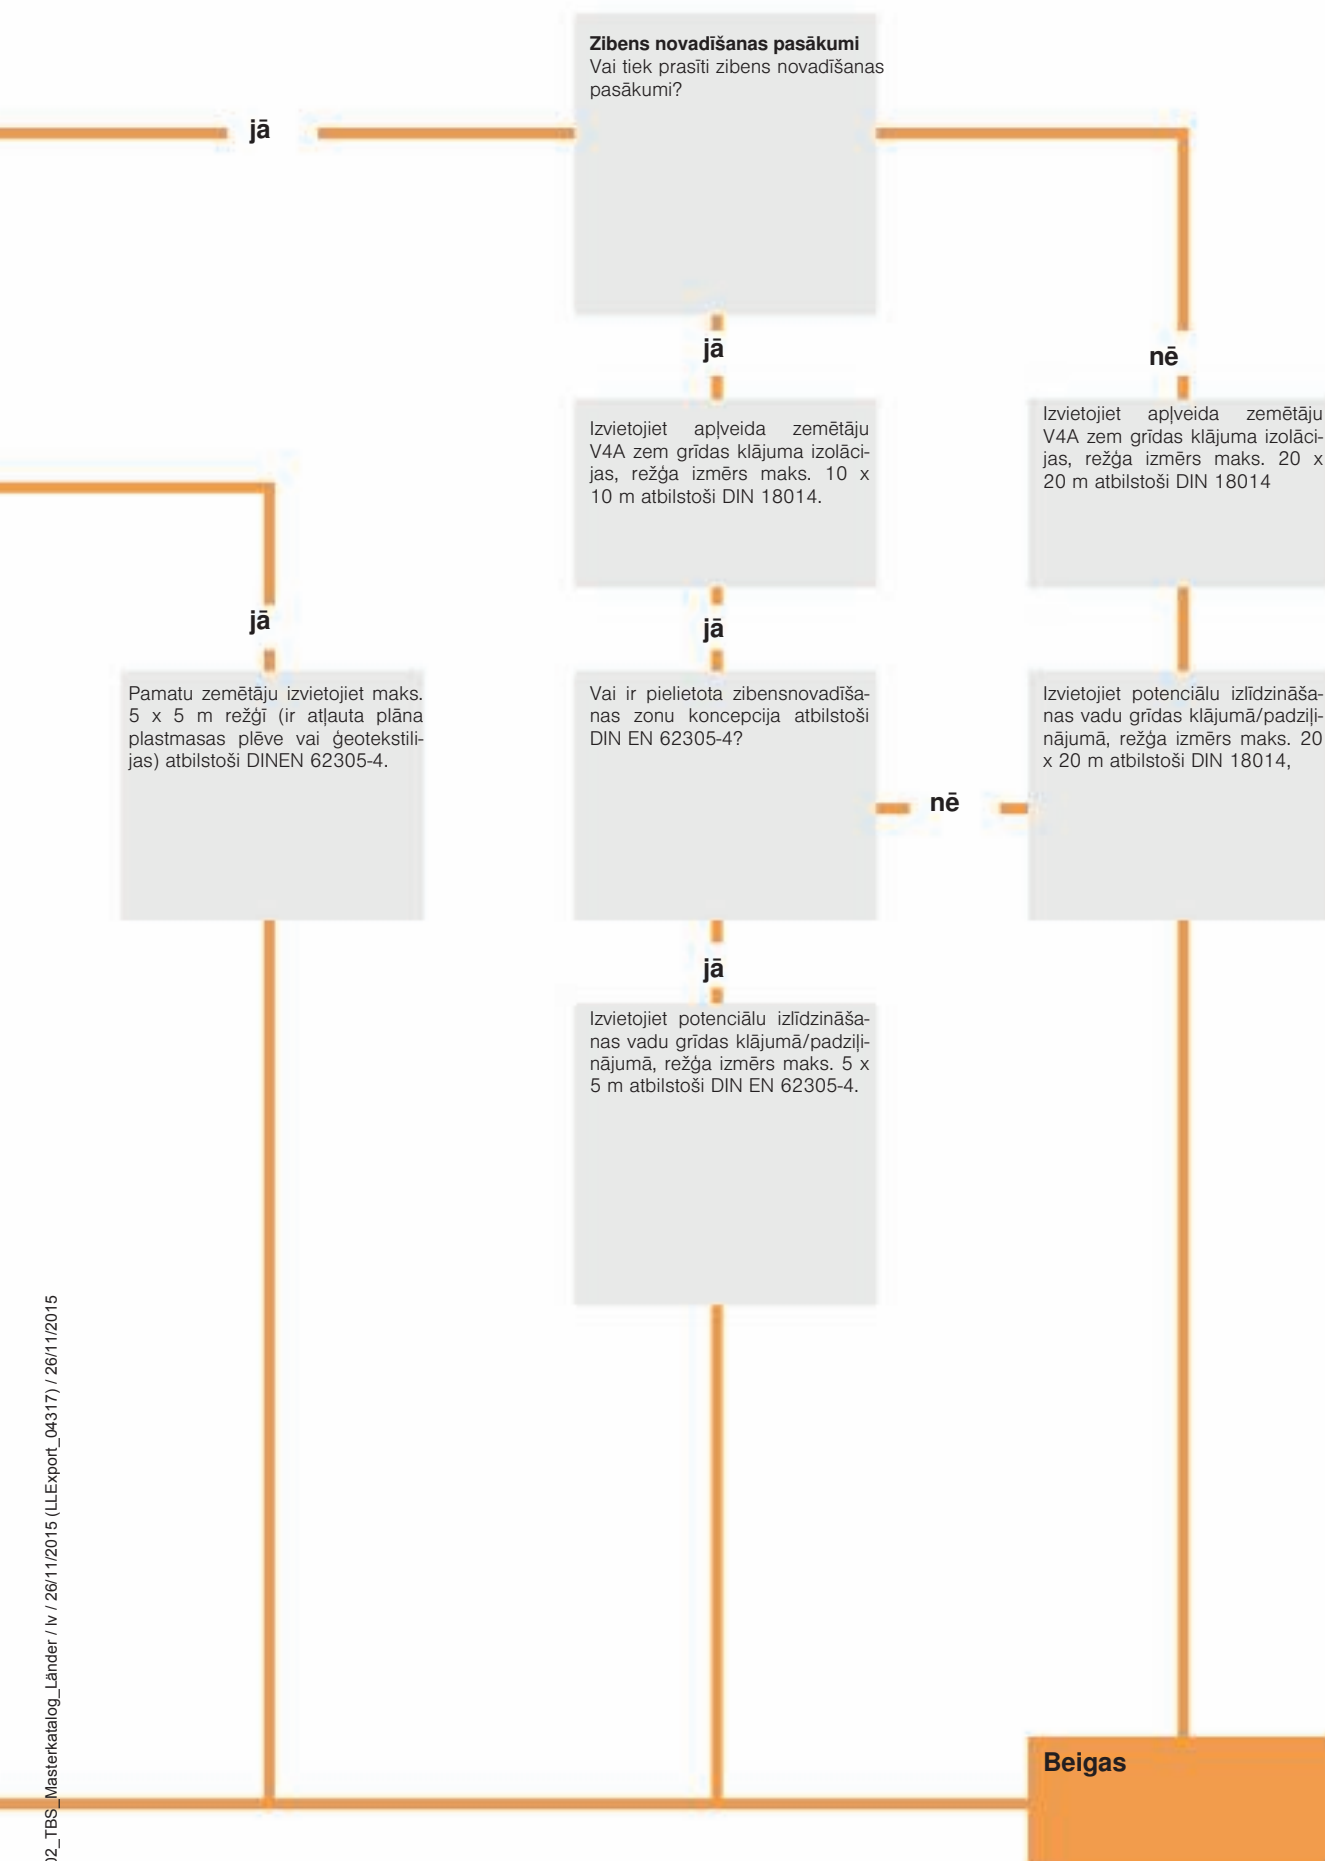 Zibens novadīšanas pasākumi
Vai tiek prasīti zibens novadīšanas
pasākumi?
jā
jā
nē
Izvietojiet apļveida zemētāju
V4A zem grīdas klājuma izolāci-
jas, režģa izmērs maks. 10 x
10 m atbilstoši DIN 18014.
Izvietojiet apļveida zemētāju
V4A zem grīdas klājuma izolāci-
jas, režģa izmērs maks. 20 x
20 m atbilstoši DIN 18014
jā
jā
Pamatu zemētāju izvietojiet maks.
5 x 5 m režģī (ir atļauta plāna
plastmasas plēve vai ģeotekstili-
jas) atbilstoši DINEN 62305-4.
Vai ir pielietota zibensnovadīša-
nas zonu koncepcija atbilstoši
DIN EN 62305-4?
Izvietojiet potenciālu izlīdzināša-
nas vadu grīdas klājumā/padziļi-
nājumā, režģa izmērs maks. 20
x 20 m atbilstoši DIN 18014,
nē
jā
Izvietojiet potenciālu izlīdzināša-
nas vadu grīdas klājumā/padziļi-
nājumā, režģa izmērs maks. 5 x
5 m atbilstoši DIN EN 62305-4.
Beigas
02_TBS_Masterkatalog_Länder / lv / 26/11/2015 (LLExport_04317) / 26/11/2015